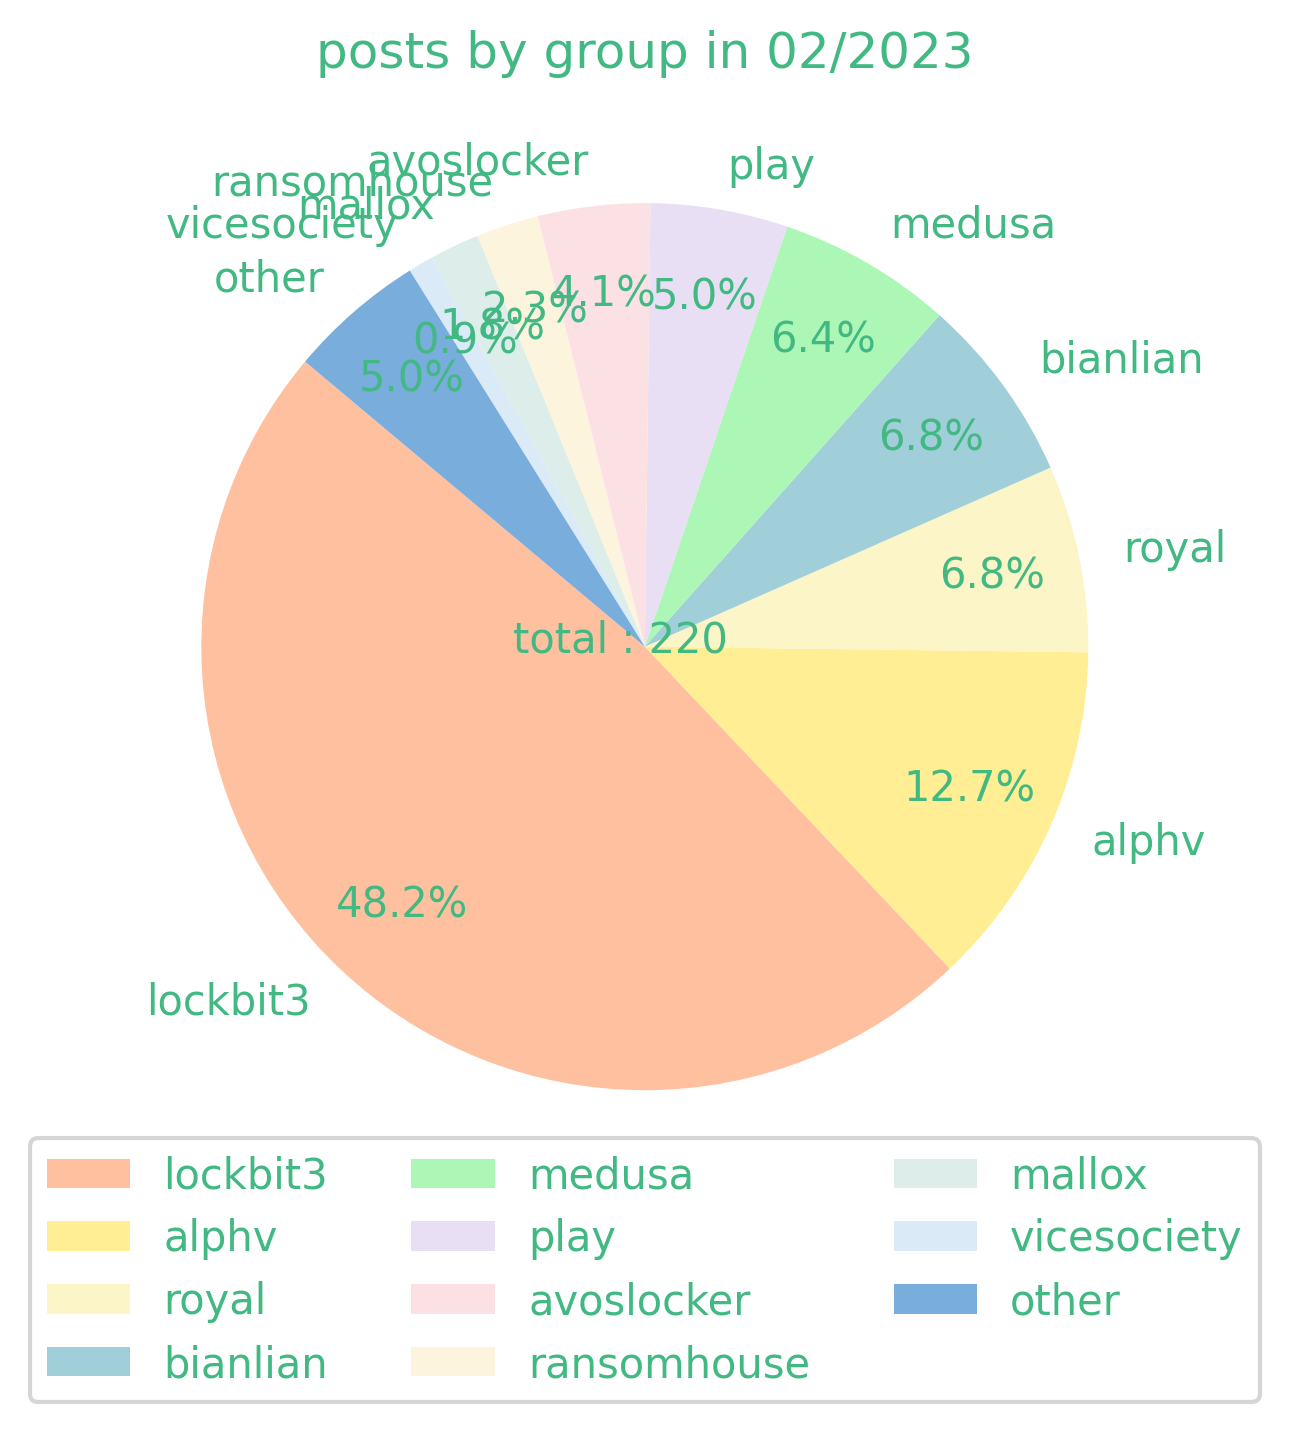 posts by group in 02/2023
avoslocker
play
ransomhouse
mallox
vicesociety
medusa
other
bianlian
royal
alphv
lockbit3
4.1%
5.0%
2.3%
1.8%
0.9%
6.4%
5.0%
6.8%
6.8%
total : 220
12.7%
48.2%
lockbit3
alphv
royal
bianlian
medusa
play
avoslocker
ransomhouse
mallox
vicesociety
other